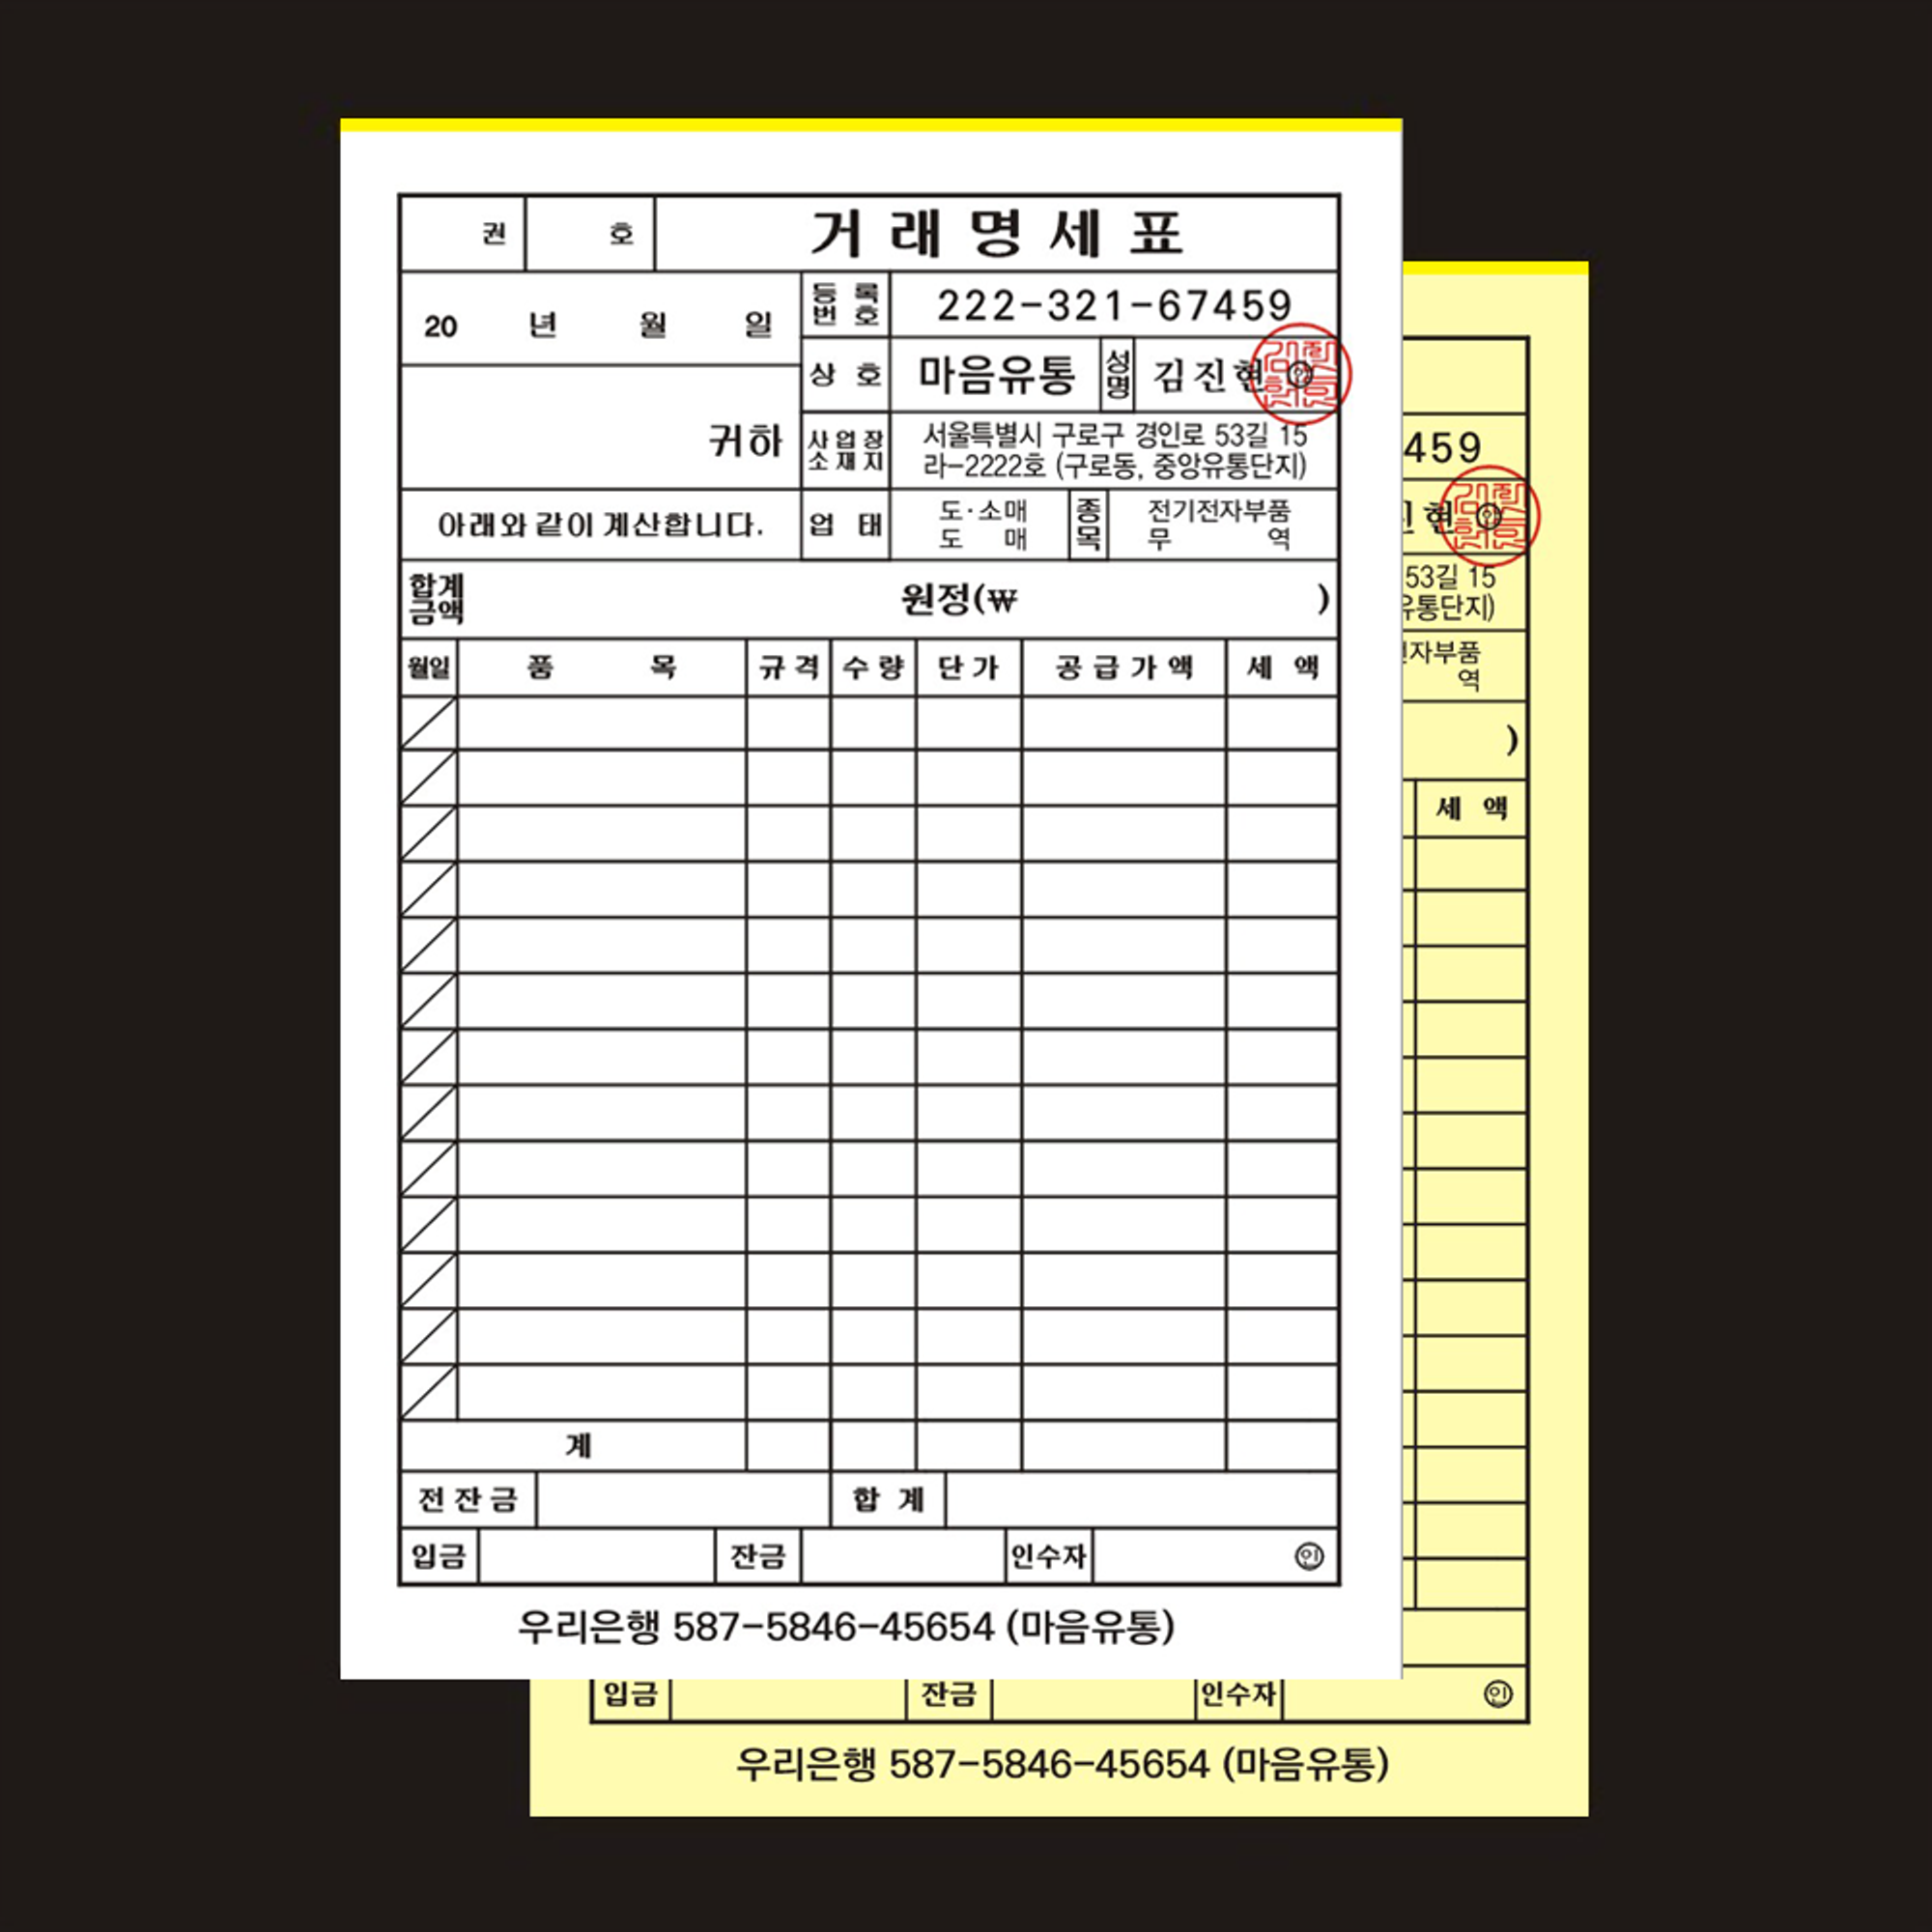 권 호 거래명세표
20 년 월 일
등록번호 222-321-67459
상호 마음유통 성명 김진현 ㊞
귀하
사업장소재지 서울특별시 구로구 경인로 53길 15
라-2222호 (구로동, 중앙유통단지)
아래와 같이 계산합니다.
업태 도·소매 종목 전기전자부품
도 매 무 역
합계금액 원정(₩ )
월일 품 목 규격 수량 단가 공급가액 세 액
계
전잔금 합 계
입금 잔금 인수자 ㊞
우리은행 587-5846-45654 (마음유통)
459
현 ㊞
53길 15
유통단지)
자부품
역
)
세 액
입금 잔금 인수자 ㊞
우리은행 587-5846-45654 (마음유통)